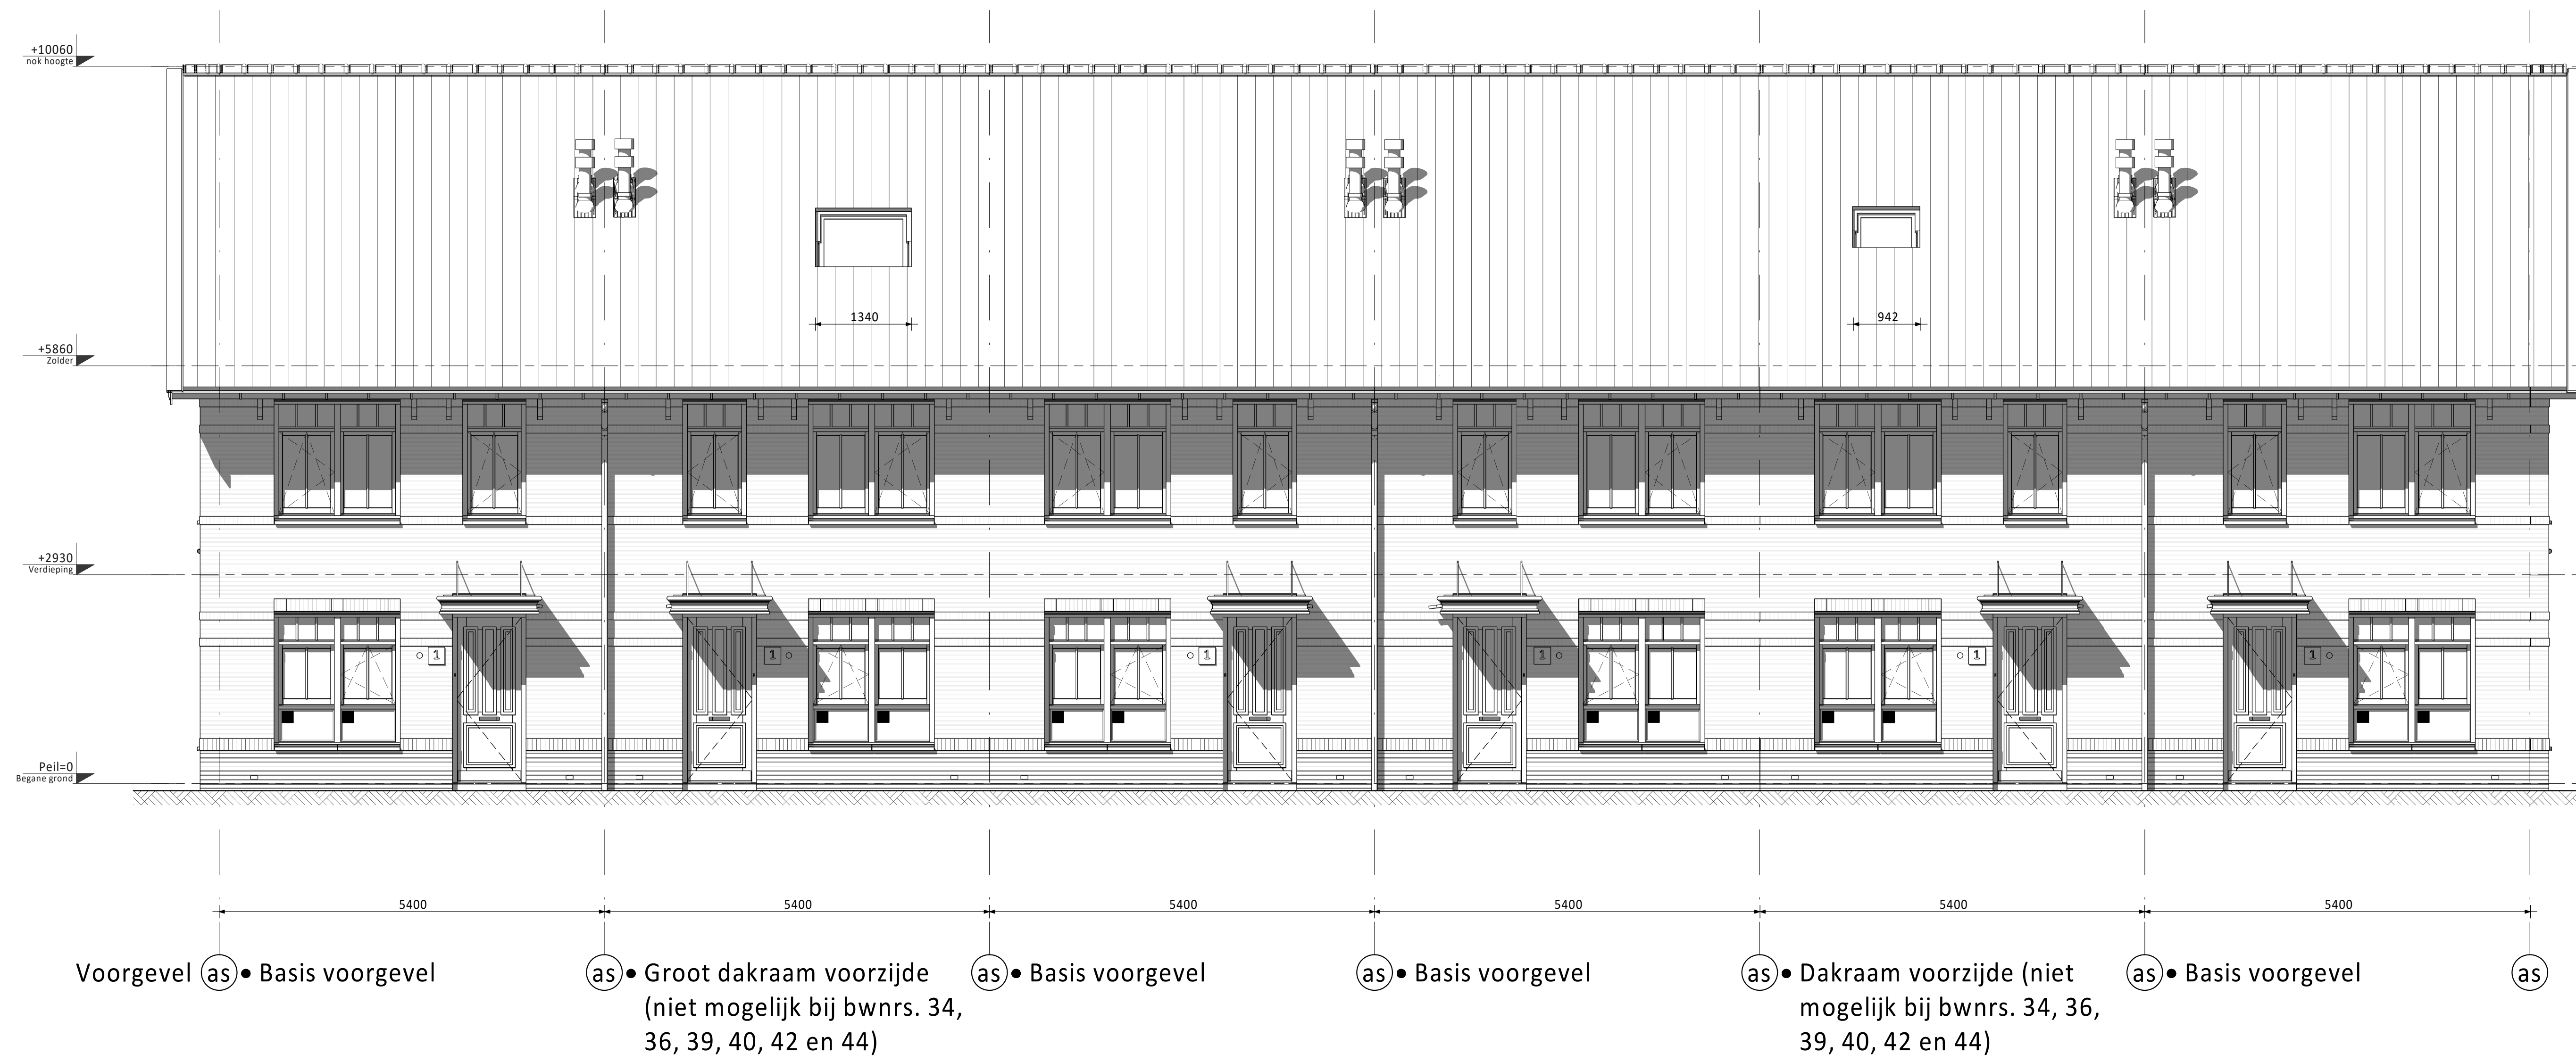 +10060
nok hoogte
1340
942
+5860
Zolder
+2930
Verdieping
1
1
1
1
1
1
Peil=0
Begane grond
5400
5400
5400
5400
5400
5400
Voorgevel as • Basis voorgevel
as • Groot dakraam voorzijde
(niet mogelijk bij bwnrs. 34,
36, 39, 40, 42 en 44)
as • Basis voorgevel
as • Basis voorgevel
as • Dakraam voorzijde (niet
mogelijk bij bwnrs. 34, 36,
39, 40, 42 en 44)
as • Basis voorgevel
as